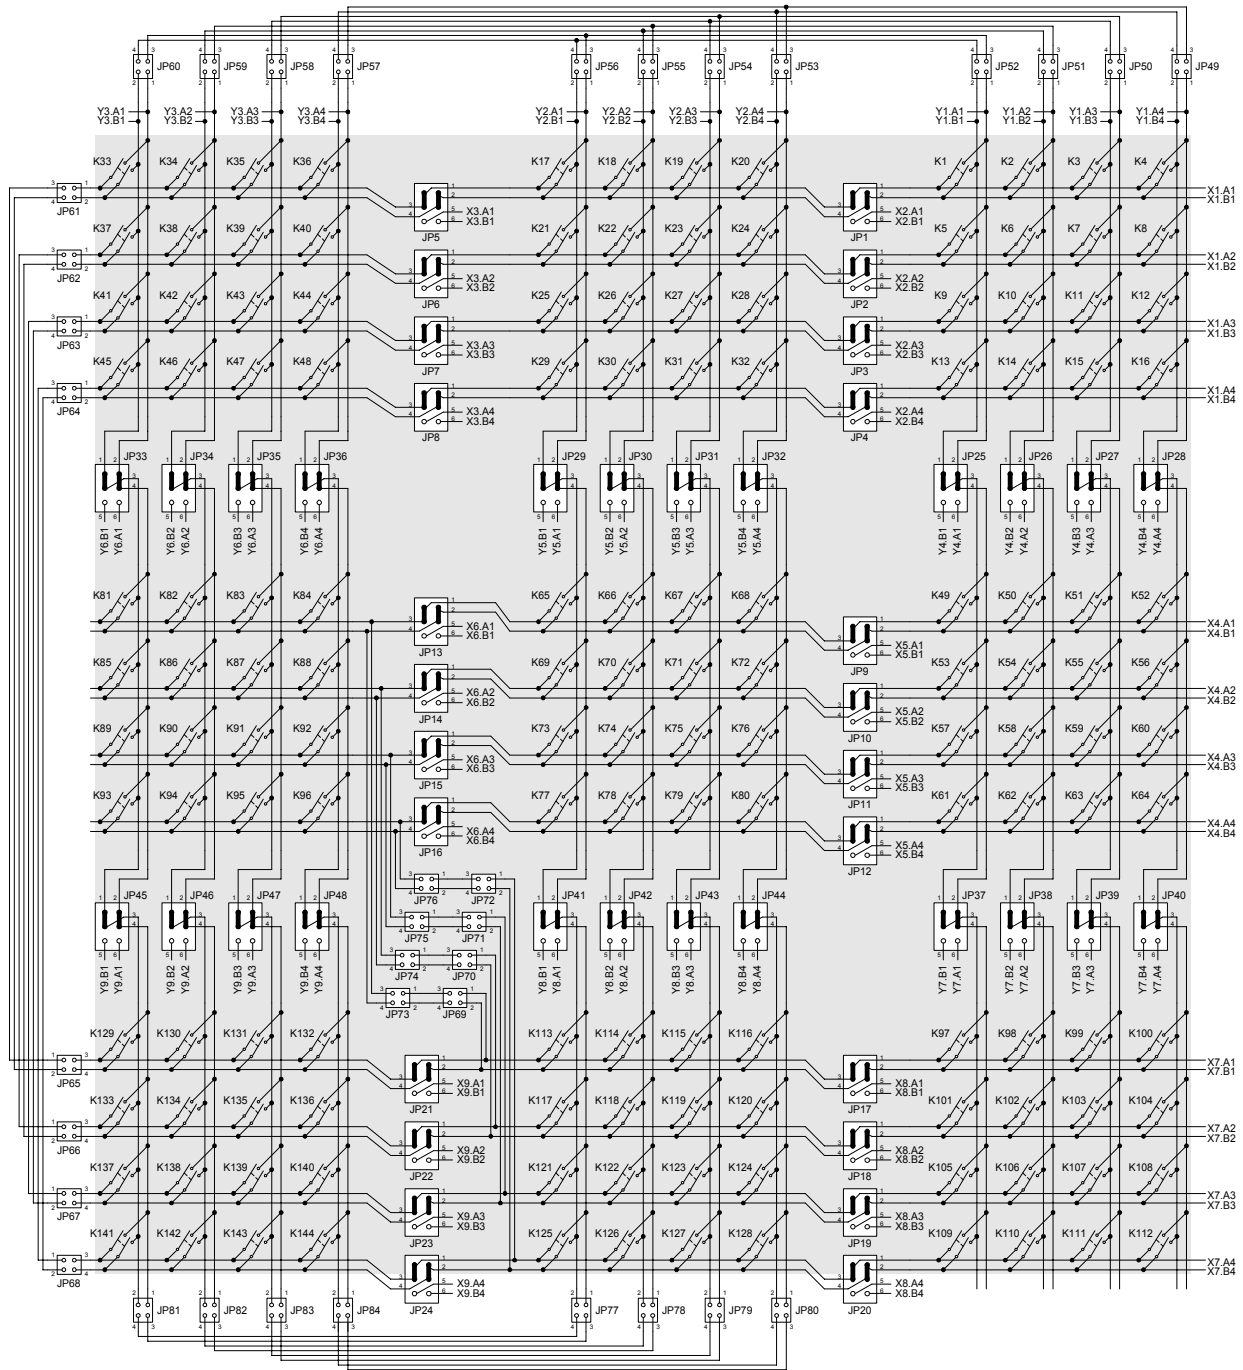 JP60 JP59 JP58 JP57 JP56 JP55 JP54 JP53 JP52 JP51 JP50 JP49
Y3.A1 Y3.A2 Y3.A3 Y3.A4 Y2.A1 Y2.A2 Y2.A3 Y2.A4 Y1.A1 Y1.A2 Y1.A3 Y1.A4
Y3.B1 Y3.B2 Y3.B3 Y3.B4 Y2.B1 Y2.B2 Y2.B3 Y2.B4 Y1.B1 Y1.B2 Y1.B3 Y1.B4
K33 K34 K35 K36 K17 K18 K19 K20 K1 K2 K3 K4
X1.A1
X1.B1
JP61 JP5 X3.A1 X3.B1 JP1 X2.A1 X2.B1
K37 K38 K39 K40 K21 K22 K23 K24 K5 K6 K7 K8
X1.A2
X1.B2
JP62 JP6 X3.A2 X3.B2 JP2 X2.A2 X2.B2
K41 K42 K43 K44 K25 K26 K27 K28 K9 K10 K11 K12
X1.A3
X1.B3
JP63 JP7 X3.A3 X3.B3 JP3 X2.A3 X2.B3
K45 K46 K47 K48 K29 K30 K31 K32 K13 K14 K15 K16
X1.A4
X1.B4
JP64 JP8 X3.A4 X3.B4 JP4 X2.A4 X2.B4
JP33 JP34 JP35 JP36 JP29 JP30 JP31 JP32 JP25 JP26 JP27 JP28
Y6.B1 Y6.A1 Y6.B2 Y6.A2 Y6.B3 Y6.A3 Y6.B4 Y6.A4 Y5.B1 Y5.A1 Y5.B2 Y5.A2 Y5.B3 Y5.A3 Y5.B4 Y5.A4 Y4.B1 Y4.A1 Y4.B2 Y4.A2 Y4.B3 Y4.A3 Y4.B4 Y4.A4
K81 K82 K83 K84 K65 K66 K67 K68 K49 K50 K51 K52
X4.A1
X4.B1
JP13 X6.A1 X6.B1 JP9 X5.A1 X5.B1
K85 K86 K87 K88 K69 K70 K71 K72 K53 K54 K55 K56
X4.A2
X4.B2
JP14 X6.A2 X6.B2 JP10 X5.A2 X5.B2
K89 K90 K91 K92 K73 K74 K75 K76 K57 K58 K59 K60
X4.A3
X4.B3
JP15 X6.A3 X6.B3 JP11 X5.A3 X5.B3
K93 K94 K95 K96 K77 K78 K79 K80 K61 K62 K63 K64
X4.A4
X4.B4
JP16 X6.A4 X6.B4 JP12 X5.A4 X5.B4
JP45 JP46 JP47 JP48 JP76 JP72 JP41 JP42 JP43 JP44 JP37 JP38 JP39 JP40
JP75 JP71
JP74 JP70
JP73 JP69
Y9.B1 Y9.A1 Y9.B2 Y9.A2 Y9.B3 Y9.A3 Y9.B4 Y9.A4 Y8.B1 Y8.A1 Y8.B2 Y8.A2 Y8.B3 Y8.A3 Y8.B4 Y8.A4 Y7.B1 Y7.A1 Y7.B2 Y7.A2 Y7.B3 Y7.A3 Y7.B4 Y7.A4
K129 K130 K131 K132 K113 K114 K115 K116 K97 K98 K99 K100
X7.A1
X7.B1
JP65 JP21 X9.A1 X9.B1 JP17 X8.A1 X8.B1
K133 K134 K135 K136 K117 K118 K119 K120 K101 K102 K103 K104
X7.A2
X7.B2
JP66 JP22 X9.A2 X9.B2 JP18 X8.A2 X8.B2
K137 K138 K139 K140 K121 K122 K123 K124 K105 K106 K107 K108
X7.A3
X7.B3
JP67 JP23 X9.A3 X9.B3 JP19 X8.A3 X8.B3
K141 K142 K143 K144 K125 K126 K127 K128 K109 K110 K111 K112
X7.A4
X7.B4
JP68 JP24 X9.A4 X9.B4 JP20 X8.A4 X8.B4
JP81 JP82 JP83 JP84 JP77 JP78 JP79 JP80